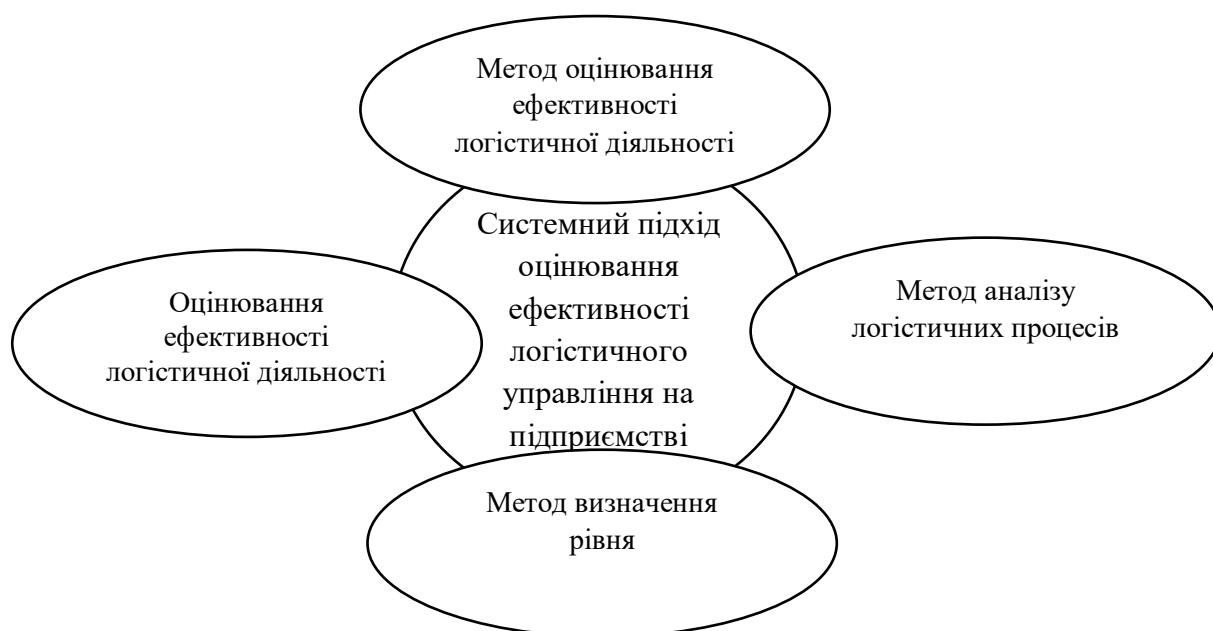 Метод оцінювання
ефективності
логістичної діяльності
Системний підхід
оцінювання
ефективності
логістичного
управління на
підприємстві
Оцінювання
ефективності
логістичної діяльності
Метод аналізу
логістичних процесів
Метод визначення
рівня